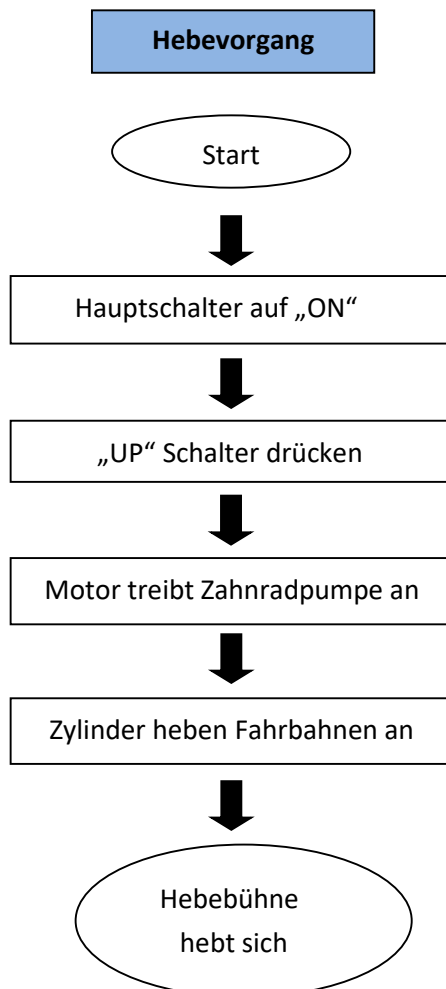 Hebevorgang
Start
Hauptschalter auf „ON“
„UP“ Schalter drücken
Motor treibt Zahnradpumpe an
Zylinder heben Fahrbahnen an
Hebebühne
hebt sich